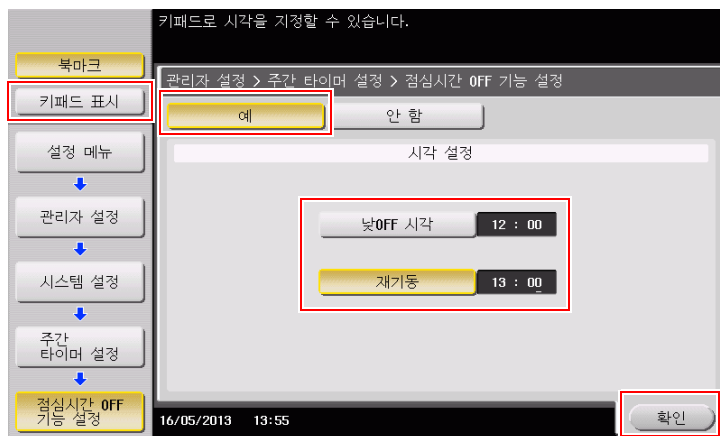 키패드로 시각을 지정할 수 있습니다.
북마크
키패드 표시
설정 메뉴
관리자 설정
시스템 설정
주간
타이머 설정
점심시간 OFF
기능 설정
관리자 설정 > 주간 타이머 설정 > 점심시간 OFF 기능 설정
예
안 함
시각 설정
낮OFF 시각 12 : 00
재기동 13 : 00
16/05/2013 13:55
확인